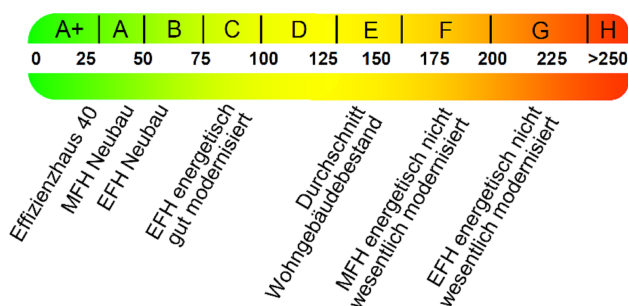 A+ A B C D E F G H
0 25 50 75 100 125 150 175 200 225 >250
Effizienzhaus 40
MFH Neubau
EFH Neubau
EFH energetisch
gut modernisiert
Durchschnitt
Wohngebäudebestand
MFH energetisch nicht
wesentlich modernisiert
EFH energetisch nicht
wesentlich modernisiert